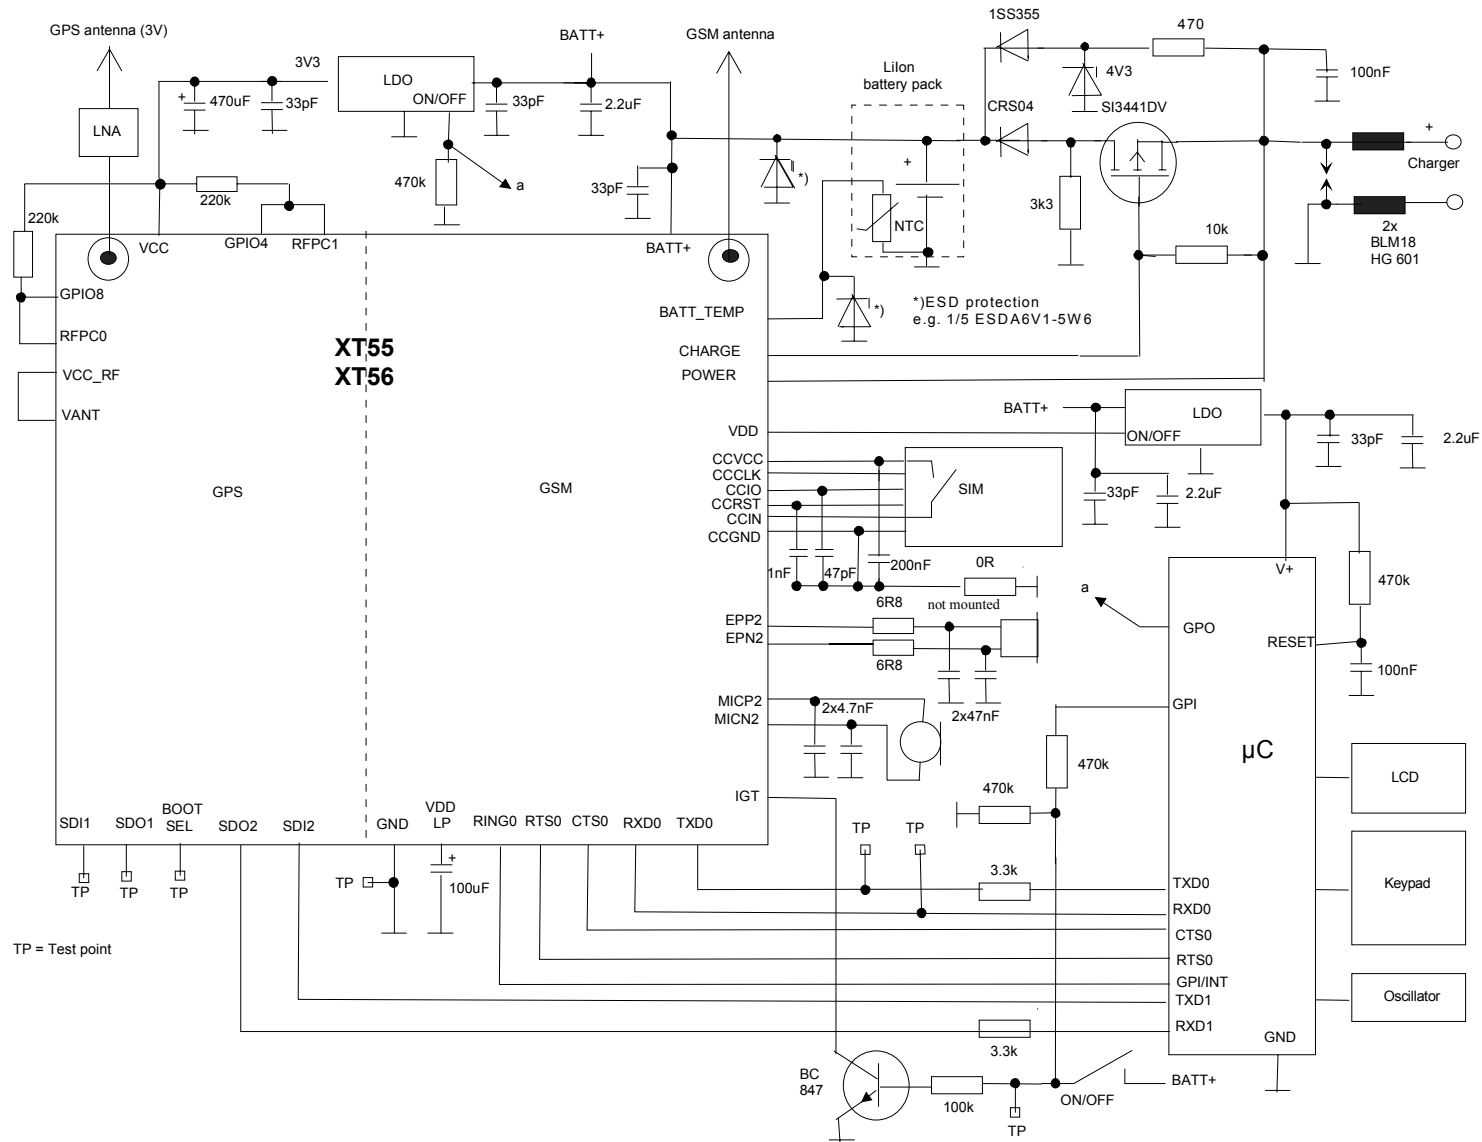 GPS antenna (3V)
LNA
+
470uF
33pF
3V3
LDO
ON/OFF
33pF
BATT+
2.2uF
GSM antenna
470k
a
33pF
*)
LiIon
battery pack
+
NTC
1SS355
470
4V3
CRS04
SI3441DV
100nF
+
Charger
3k3
10k
2x
BLM18
HG 601
220k
220k
VCC
GPIO4
RFPC1
BATT+
GPIO8
RFPC0
VCC_RF
VANT
XT55
XT56
BATT_TEMP
*)
*)ESD protection
e.g. 1/5 ESDA6V1-5W6
CHARGE
POWER
VDD
BATT+
LDO
ON/OFF
33pF
2.2uF
33pF
2.2uF
GPS
GSM
CCVCC
CCCLK
CCIO
CCRST
CCIN
CCGND
SIM
1nF
47pF
200nF
0R
V+
470k
a
GPO
RESET
100nF
6R8
not mounted
EPP2
EPN2
6R8
MICP2
MICN2
2x4.7nF
2x47nF
GPI
µC
470k
470k
LCD
IGT
SDI1
SDO1
BOOT
SEL
SDO2
SDI2
GND
VDD
LP
RING0
RTS0
CTS0
RXD0
TXD0
TP
TP
TP
TP
TP
TP
TP
+
100uF
3.3k
TXD0
RXD0
CTS0
RTS0
GPI/INT
TXD1
RXD1
Keypad
Oscillator
TP = Test point
3.3k
GND
BC
847
100k
TP
ON/OFF
BATT+